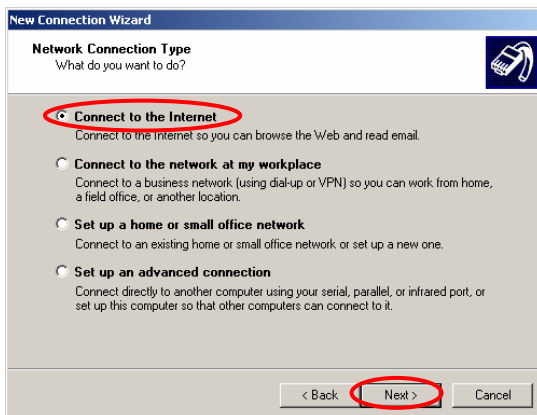 New Connection Wizard
Network Connection Type
What do you want to do?
Connect to the Internet
Connect to the Internet so you can browse the Web and read email.
Connect to the network at my workplace
Connect to a business network (using dial-up or VPN) so you can work from home,
a field office, or another location.
Set up a home or small office network
Connect to an existing home or small office network or set up a new one.
Set up an advanced connection
Connect directly to another computer using your serial, parallel, or infrared port, or
set up this computer so that other computers can connect to it.
< Back Next > Cancel